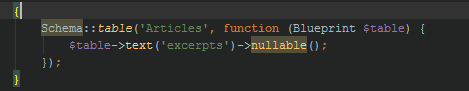 {
Schema::table('Articles', function (Blueprint $table) {
$table->text('excerpts')->nullable();
});
}